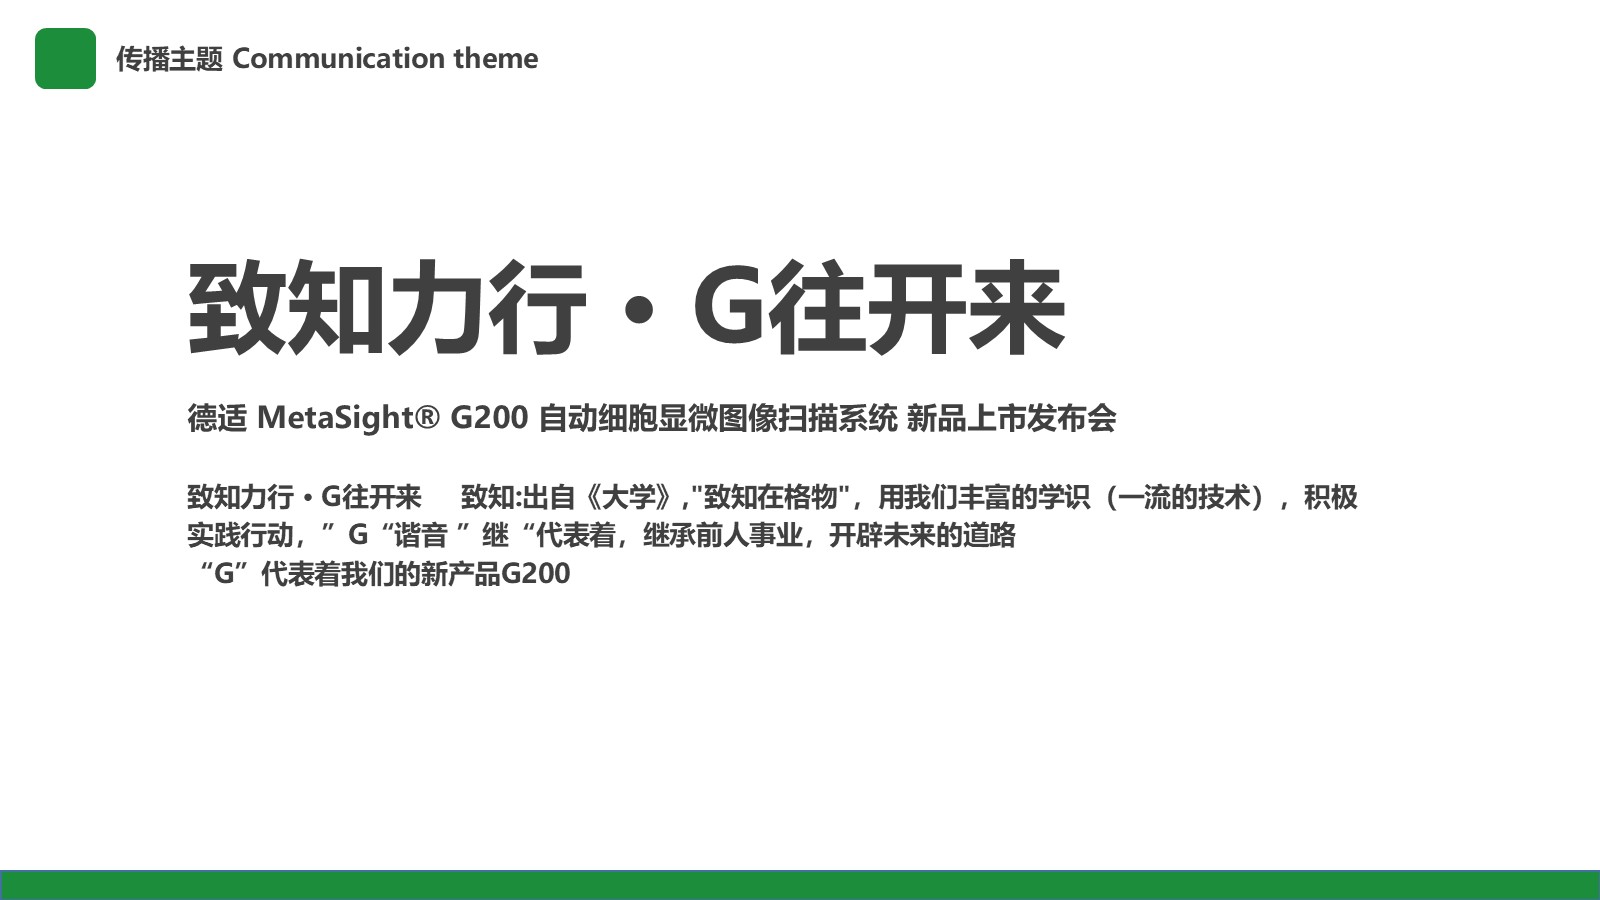 传播主题 Communication theme
致知力行・G往开来
德适 MetaSight® G200 自动细胞显微图像扫描系统 新品上市发布会
致知力行・G往开来 致知:出自《大学》,"致知在格物"，用我们丰富的学识（一流的技术），积极
实践行动，”G“谐音 ”继“代表着，继承前人事业，开辟未来的道路
“G”代表着我们的新产品G200